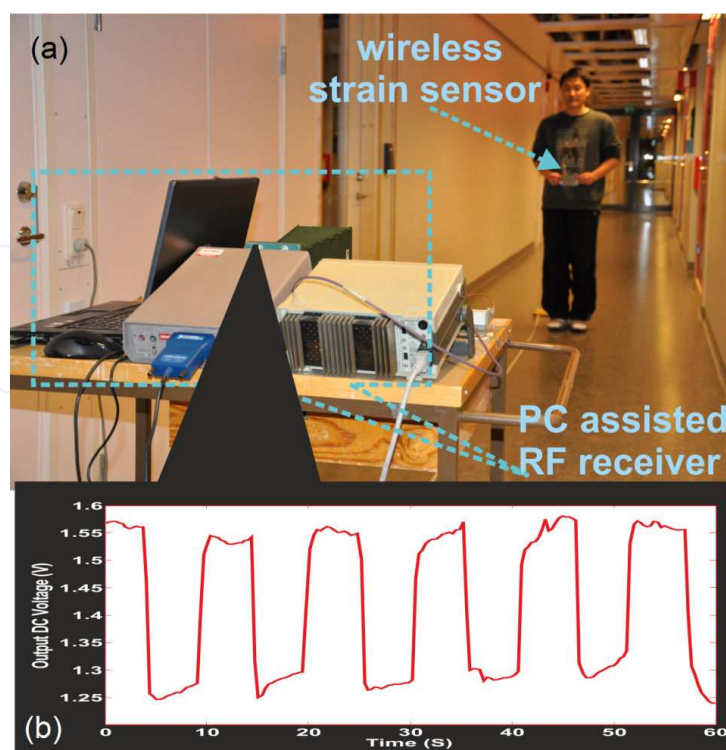 (a)
wireless
strain sensor
PC assisted
RF receiver
1.6
1.55
1.5
1.45
1.4
1.35
1.3
1.25
Output DC Voltage (V)
0
10
20
30
40
50
60
Time (S)
(b)